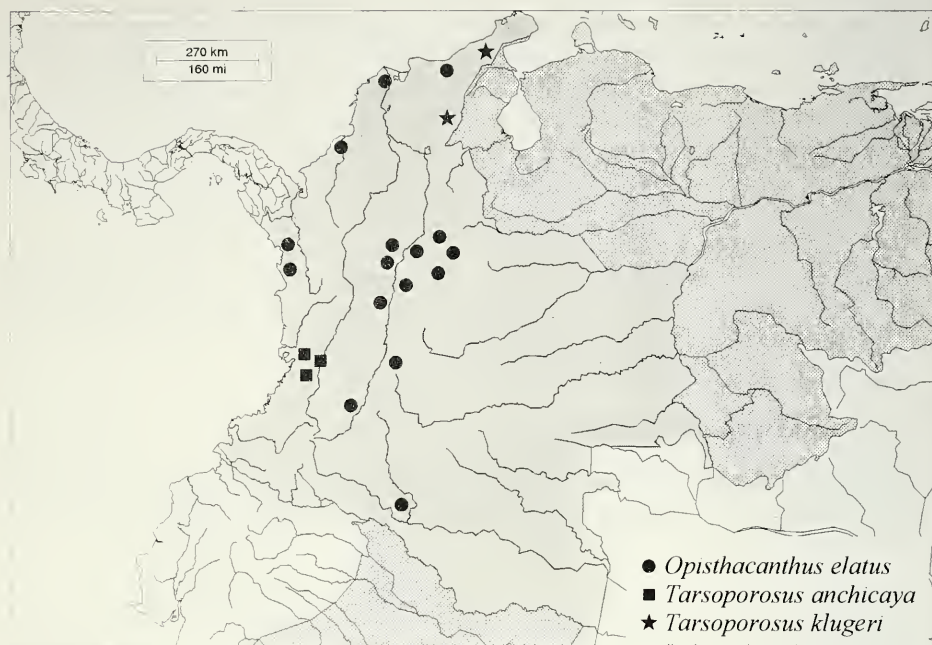 270 km
160 mi
Opisthacanthus elatus
Tarsoporosus anchicaya
Tarsoporosus klugeri